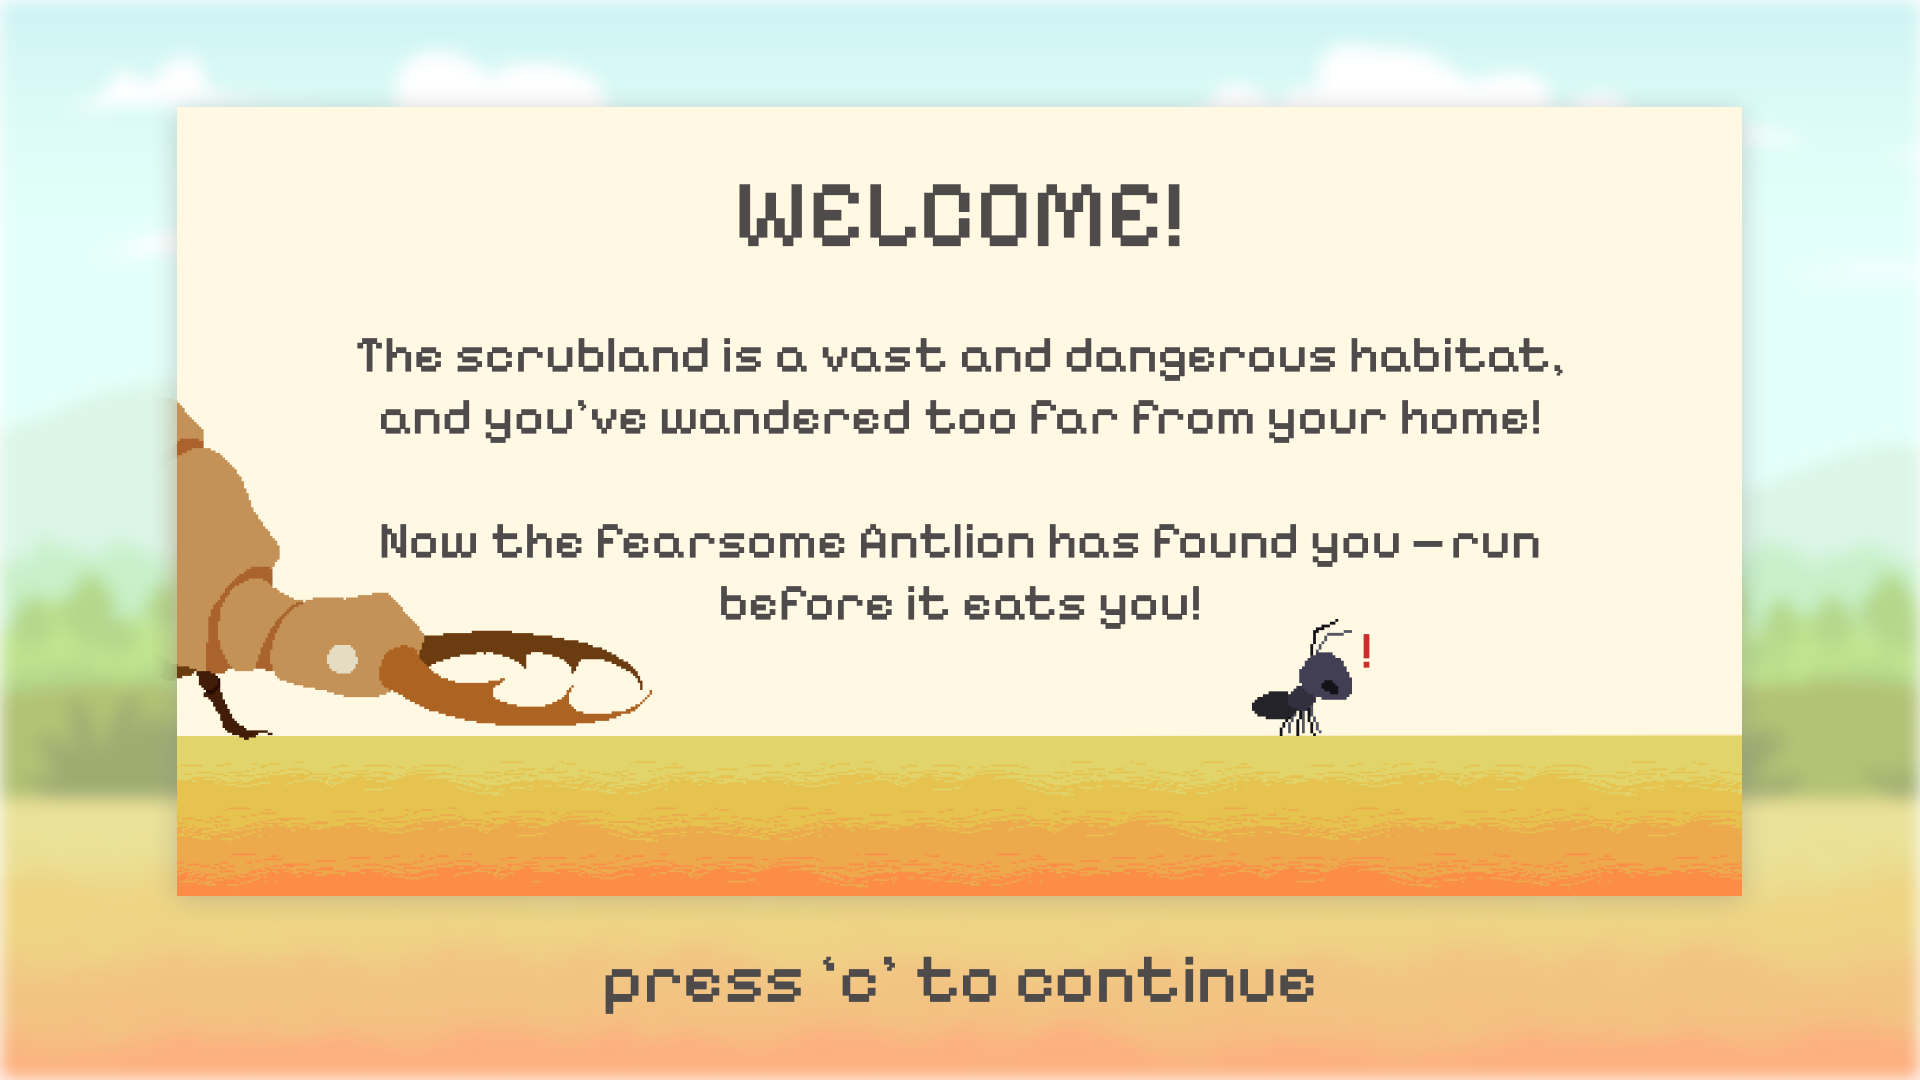 WELCOME!
The scrubland is a vast and dangerous habitat,
and you've wandered too far from your home!
Now the fearsome Antlion has found you – run
before it eats you!
!
press 'c' to continue